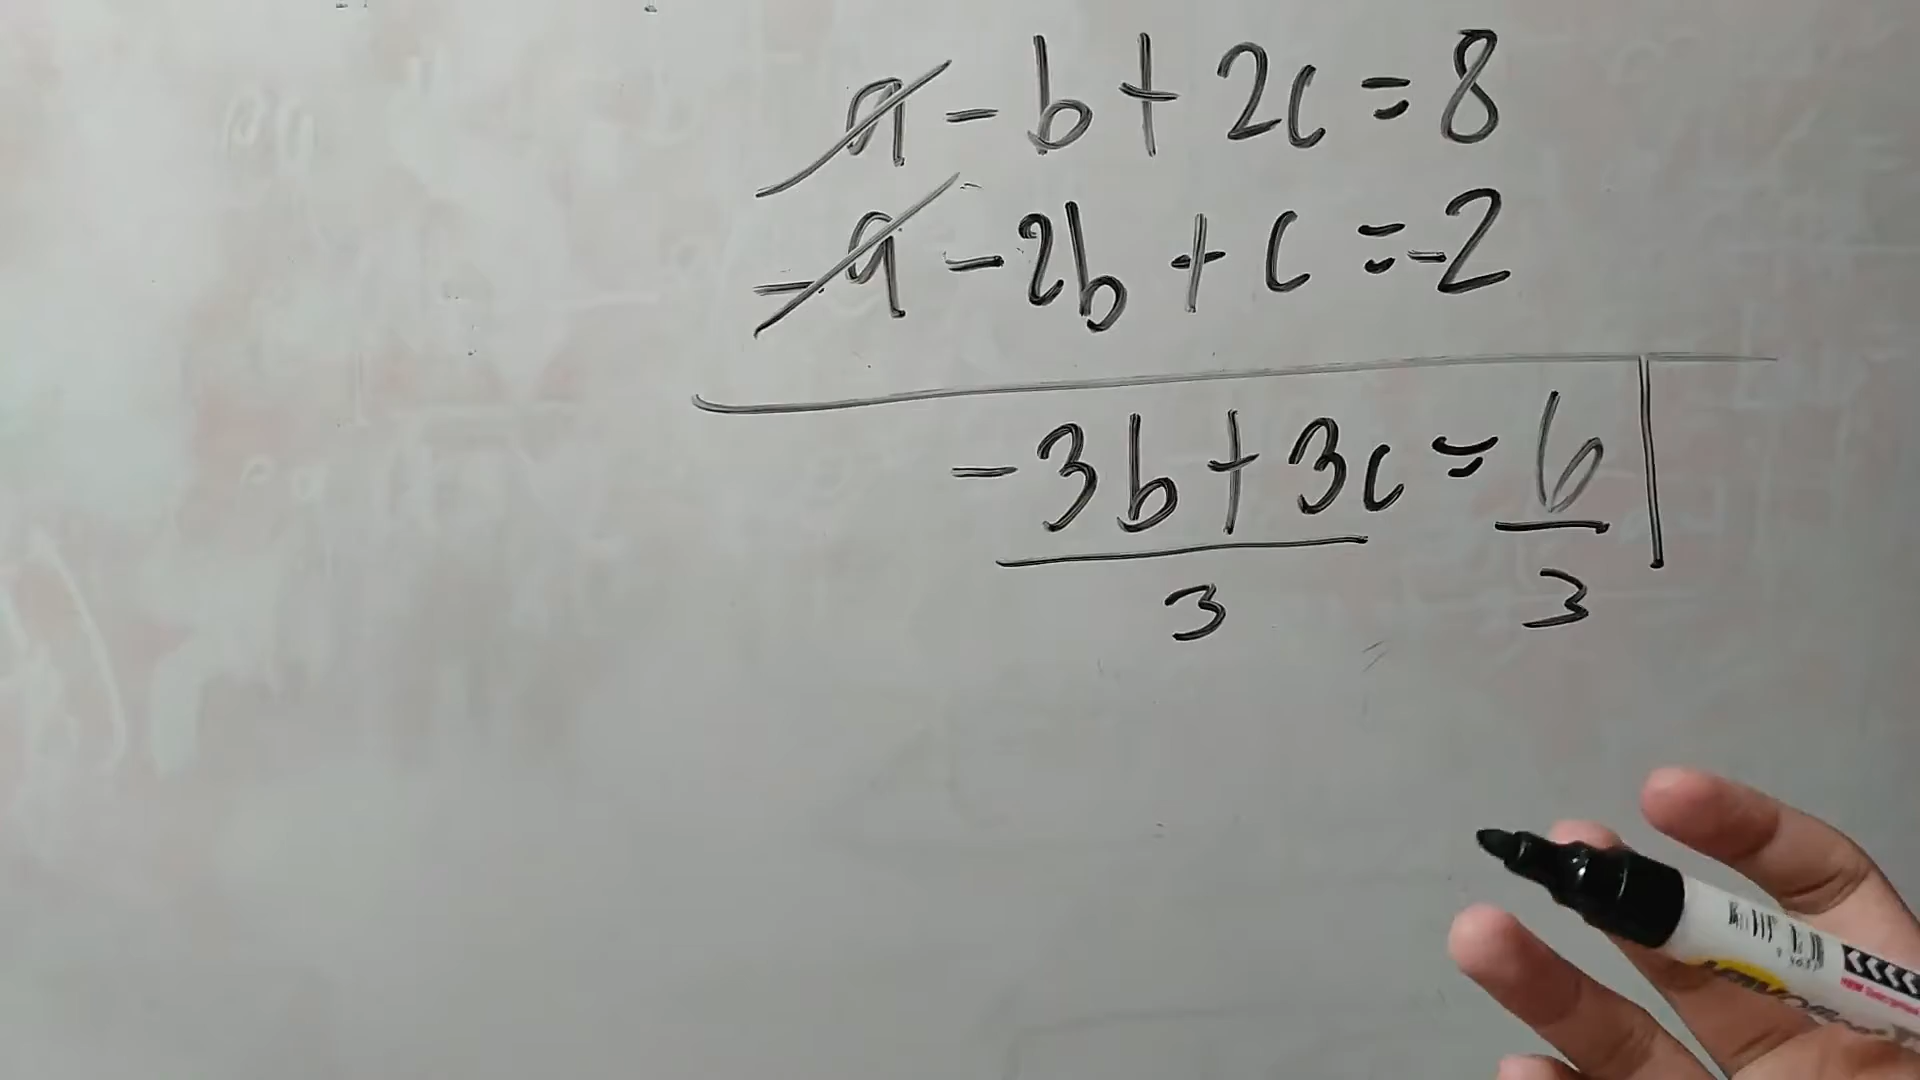 a - b + 2c = 8
-a - 2b + c = -2
-3b + 3c = 6
3 3